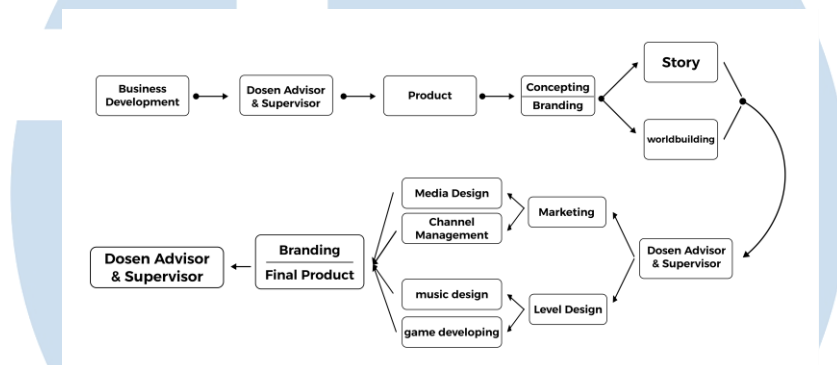 Business
Development
Dosen Advisor
& Supervisor
Product
Concepting
Branding
Story
worldbuilding
Dosen Advisor
& Supervisor
Marketing
Level Design
Media Design
Channel
Management
music design
game developing
Branding
Final Product
Dosen Advisor
& Supervisor